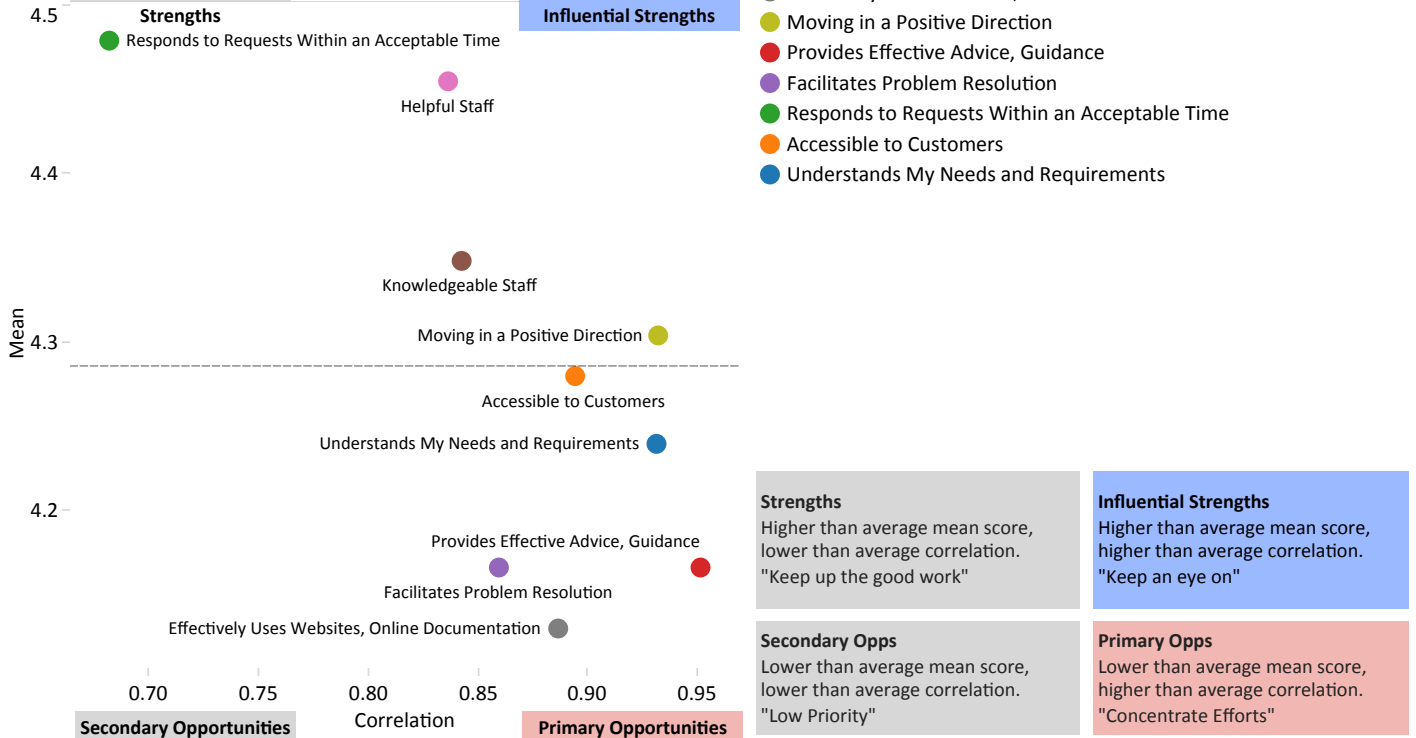 4.5
Strengths
Influential Strengths
Responds to Requests Within an Acceptable Time
Helpful Staff
4.4
Knowledgeable Staff
Moving in a Positive Direction
4.3
Mean
Accessible to Customers
Understands My Needs and Requirements
4.2
Provides Effective Advice, Guidance
Facilitates Problem Resolution
Effectively Uses Websites, Online Documentation
0.70 0.75 0.80 0.85 0.90 0.95
Correlation
Secondary Opportunities
Primary Opportunities
Moving in a Positive Direction
Provides Effective Advice, Guidance
Facilitates Problem Resolution
Responds to Requests Within an Acceptable Time
Accessible to Customers
Understands My Needs and Requirements
Strengths
Higher than average mean score,
lower than average correlation.
"Keep up the good work"
Influential Strengths
Higher than average mean score,
higher than average correlation.
"Keep an eye on"
Secondary Opps
Lower than average mean score,
lower than average correlation.
"Low Priority"
Primary Opps
Lower than average mean score,
higher than average correlation.
"Concentrate Efforts"